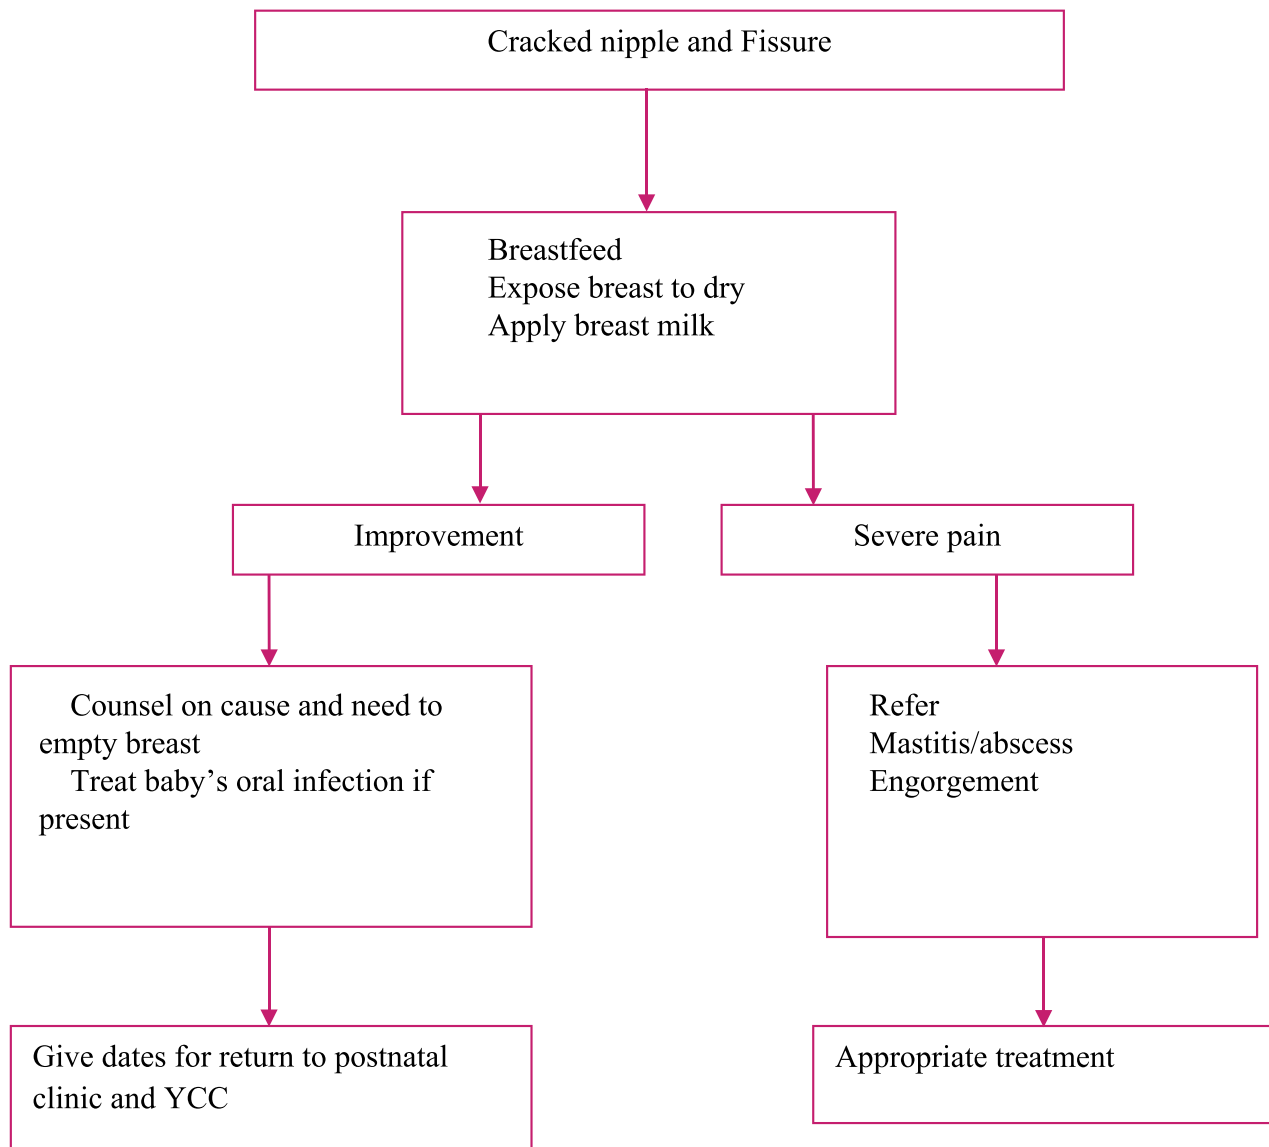 Cracked nipple and Fissure
Breastfeed
Expose breast to dry
Apply breast milk
Improvement
Severe pain
Counsel on cause and need to
empty breast
Treat baby’s oral infection if
present
Refer
Mastitis/abscess
Engorgement
Give dates for return to postnatal
clinic and YCC
Appropriate treatment